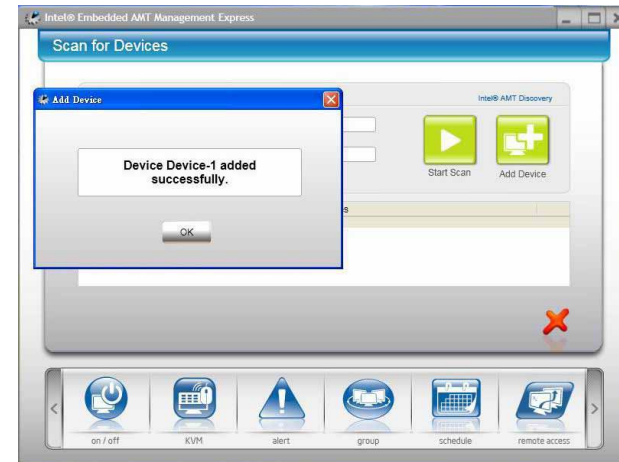 Intel® Embedded AMT Management Express
Scan for Devices
Add Device
Intel® AMT Discovery
Device Device-1 added
successfully.
OK
Start Scan
Add Device
s
on / off
KVM
alert
group
schedule
remote access